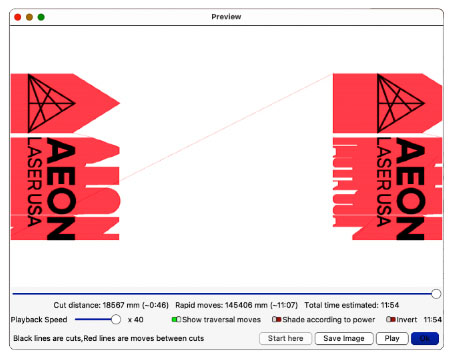 Preview
AEON
LASER USA
AEON
LASER USA
Cut distance: 18567 mm (~0:46) Rapid moves: 145406 mm (~11:07) Total time estimated: 11:54
Playback Speed x 40 Show traversal moves Shade according to power Invert 11:54
Black lines are cuts,Red lines are moves between cuts Start here Save Image Play Ok